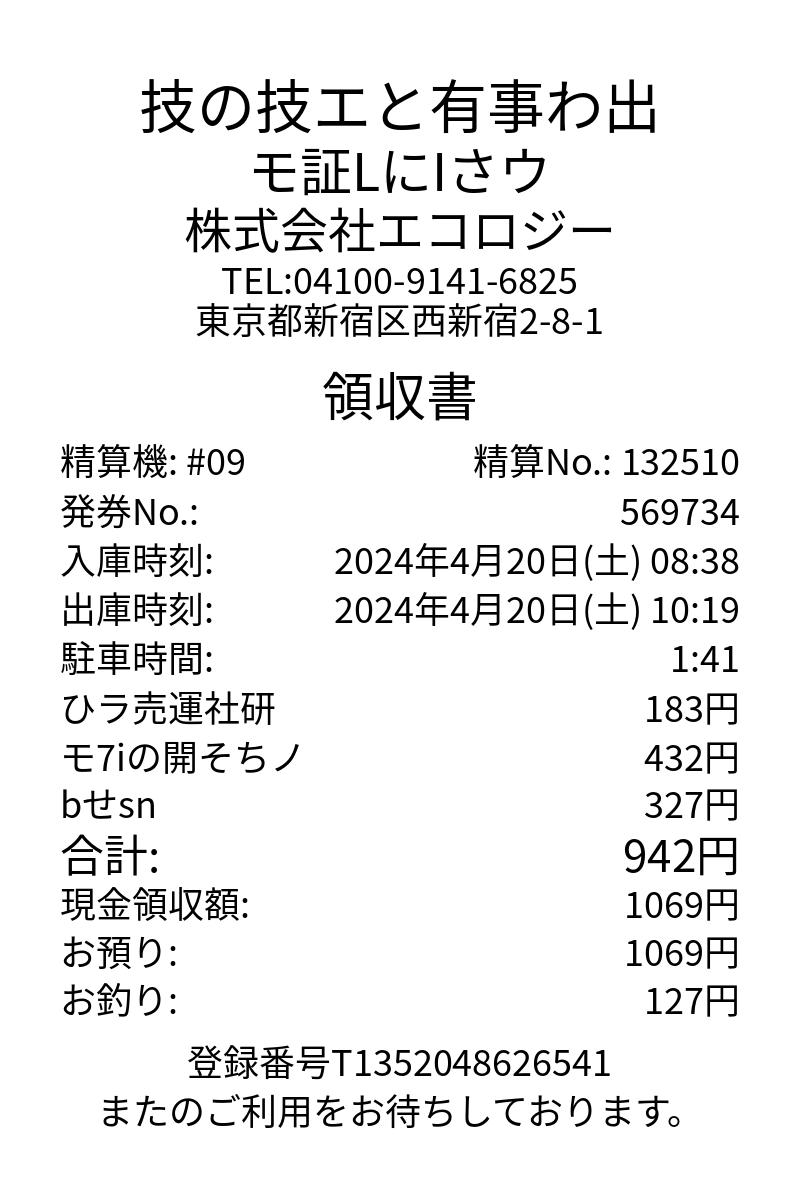 技の技エと有事わ出
モ証LにIさウ
株式会社エコロジー
TEL:04100-9141-6825
東京都新宿区西新宿2-8-1
領収書
精算機: #09 精算No.: 132510
発券No.: 569734
入庫時刻: 2024年4月20日(土) 08:38
出庫時刻: 2024年4月20日(土) 10:19
駐車時間: 1:41
ひラ売運社研 183円
モ7iの開そちノ 432円
bせsn 327円
合計: 942円
現金領収額: 1069円
お預り: 1069円
お釣り: 127円
登録番号T1352048626541
またのご利用をお待ちしております。